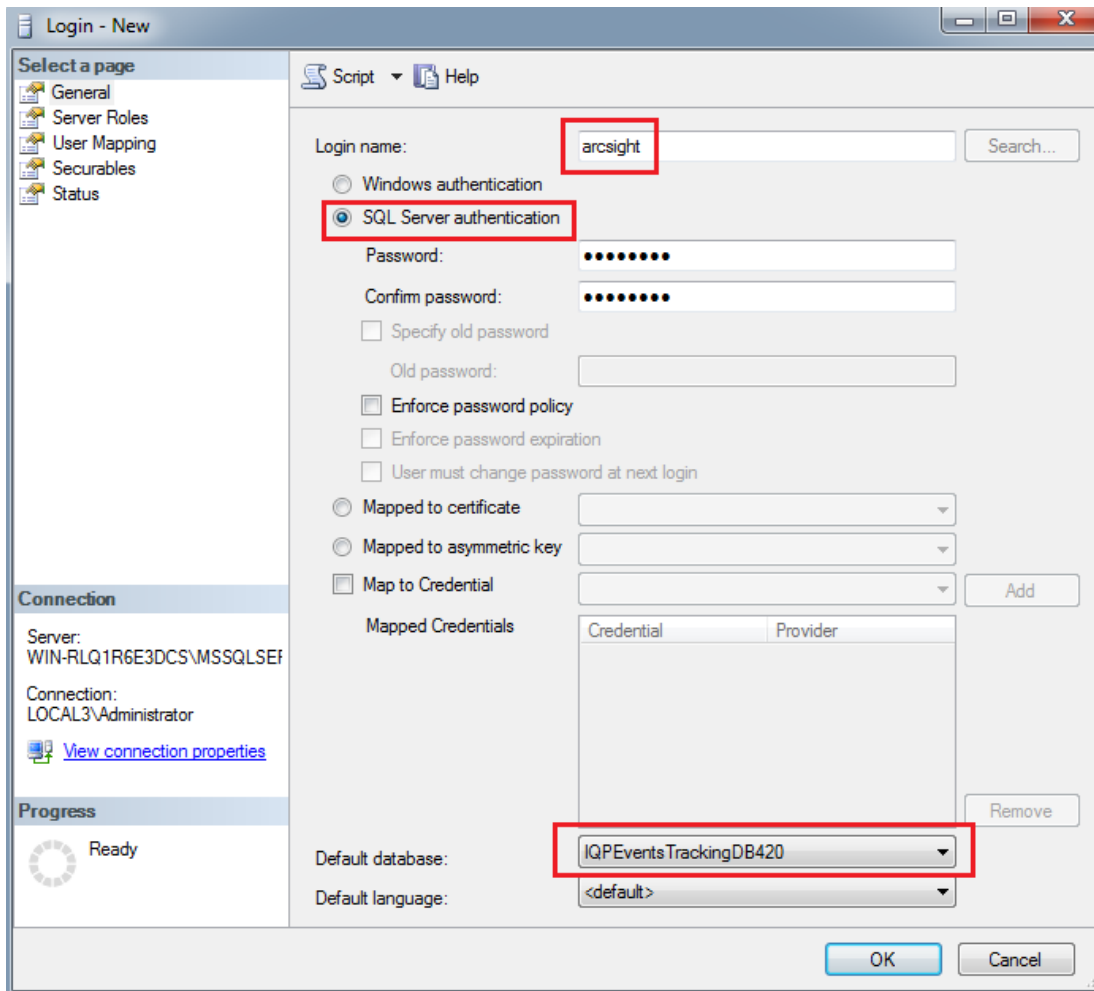 Login - New
Select a page
General
Server Roles
User Mapping
Securables
Status
Script Help
Login name: arcsight Search...
Windows authentication
SQL Server authentication
Password: ••••••••
Confirm password: ••••••••
Specify old password
Old password:
Enforce password policy
Enforce password expiration
User must change password at next login
Mapped to certificate
Mapped to asymmetric key
Map to Credential Add
Mapped Credentials Credential Provider
Remove
Default database: IQPEventsTrackingDB420
Default language: <default>
Connection
Server:
WIN-RLQ1R6E3DCS\MSSQLSEF
Connection:
LOCAL3\Administrator
View connection properties
Progress
Ready
OK Cancel